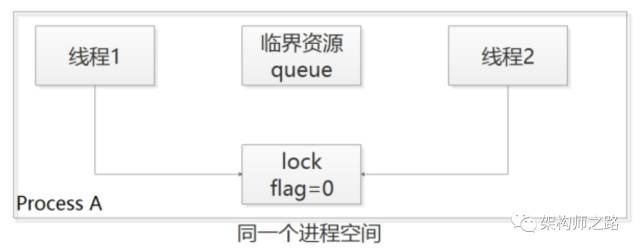 线程1
临界资源
queue
线程2
lock
flag=0
Process A
架构师之路
同一个进程空间